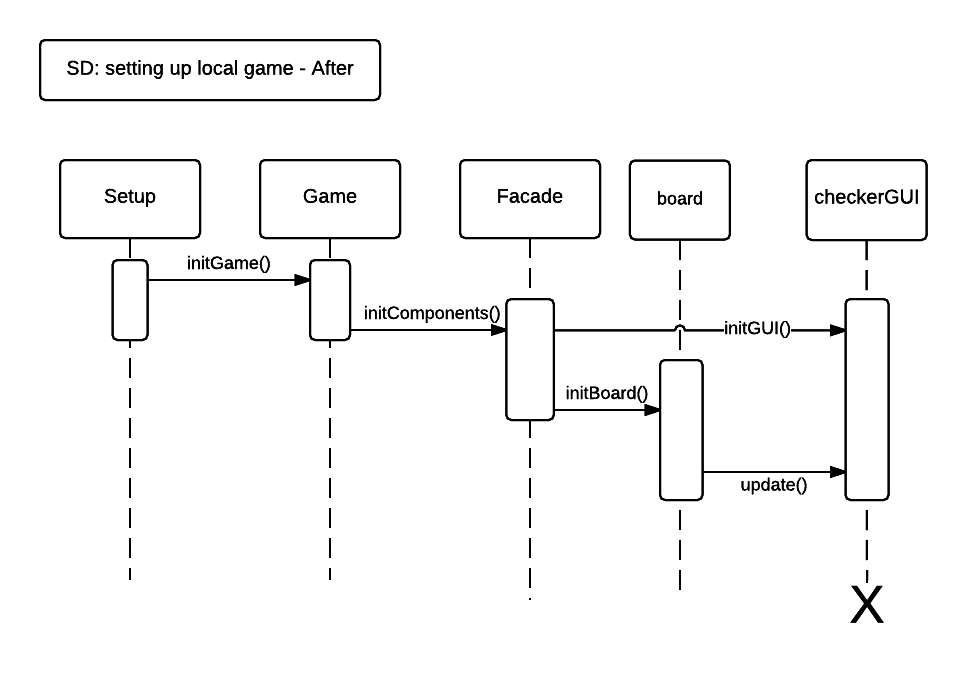 SD: setting up local game - After
Setup
Game
Facade
board
checkerGUI
initGame()
initComponents()
initGUI()
initBoard()
update()
X